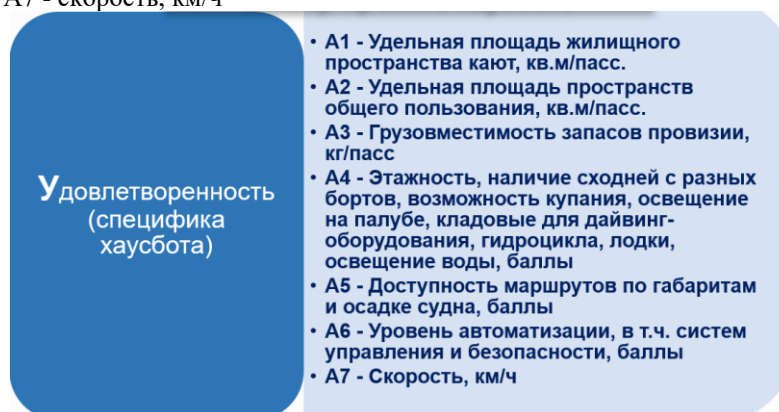 А7 - скорость, км/ч
Удовлетворенность
(специфика
хаусбота)
• А1 - Удельная площадь жилищного
пространства кают, кв.м/пасс.
• А2 - Удельная площадь пространств
общего пользования, кв.м/пасс.
• А3 - Грузовместимость запасов провизии,
кг/пасс
• А4 - Этажность, наличие сходней с разных
бортов, возможность купания, освещение
на палубе, кладовые для дайвинг-
оборудования, гидроцикла, лодки,
освещение воды, баллы
• А5 - Доступность маршрутов по габаритам
и осадке судна, баллы
• А6 - Уровень автоматизации, в т.ч. систем
управления и безопасности, баллы
• А7 - Скорость, км/ч